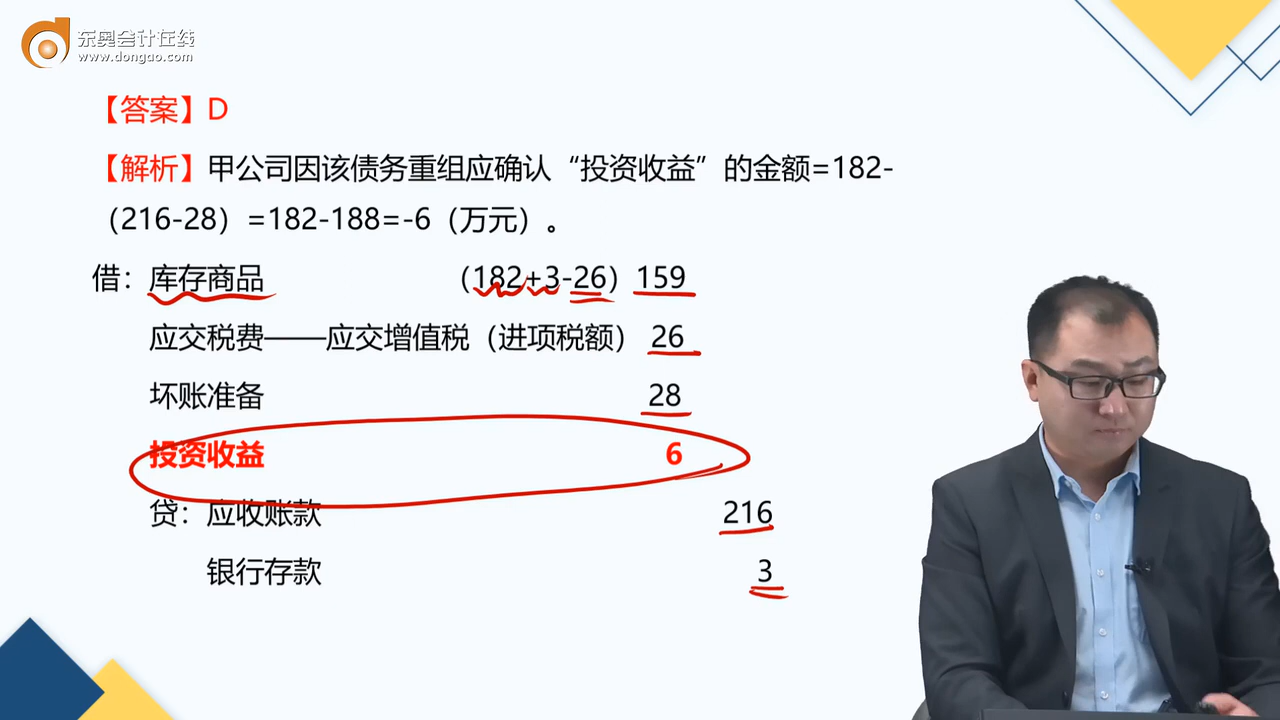 东奥会计在线
www.dongao.com
【答案】D
【解析】甲公司因该债务重组应确认“投资收益”的金额=182-
（216-28）=182-188=-6（万元）。
借：库存商品 （182+3-26）159
应交税费——应交增值税（进项税额） 26
坏账准备 28
投资收益 6
贷：应收账款 216
银行存款 3